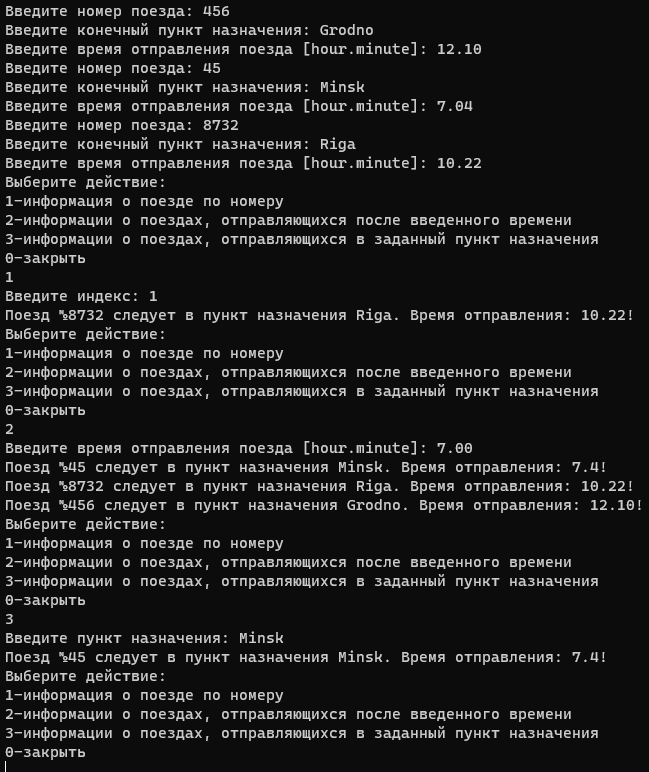 Введите номер поезда: 456
Введите конечный пункт назначения: Grodno
Введите время отправления поезда [hour.minute]: 12.10
Введите номер поезда: 45
Введите конечный пункт назначения: Minsk
Введите время отправления поезда [hour.minute]: 7.04
Введите номер поезда: 8732
Введите конечный пункт назначения: Riga
Введите время отправления поезда [hour.minute]: 10.22
Выберите действие:
1-информация о поезде по номеру
2-информации о поездах, отправляющихся после введенного времени
3-информации о поездах, отправляющихся в заданный пункт назначения
0-закрыть
1
Введите индекс: 1
Поезд №8732 следует в пункт назначения Riga. Время отправления: 10.22!
Выберите действие:
1-информация о поезде по номеру
2-информации о поездах, отправляющихся после введенного времени
3-информации о поездах, отправляющихся в заданный пункт назначения
0-закрыть
2
Введите время отправления поезда [hour.minute]: 7.00
Поезд №45 следует в пункт назначения Minsk. Время отправления: 7.4!
Поезд №8732 следует в пункт назначения Riga. Время отправления: 10.22!
Поезд №456 следует в пункт назначения Grodno. Время отправления: 12.10!
Выберите действие:
1-информация о поезде по номеру
2-информации о поездах, отправляющихся после введенного времени
3-информации о поездах, отправляющихся в заданный пункт назначения
0-закрыть
3
Введите пункт назначения: Minsk
Поезд №45 следует в пункт назначения Minsk. Время отправления: 7.4!
Выберите действие:
1-информация о поезде по номеру
2-информации о поездах, отправляющихся после введенного времени
3-информации о поездах, отправляющихся в заданный пункт назначения
0-закрыть